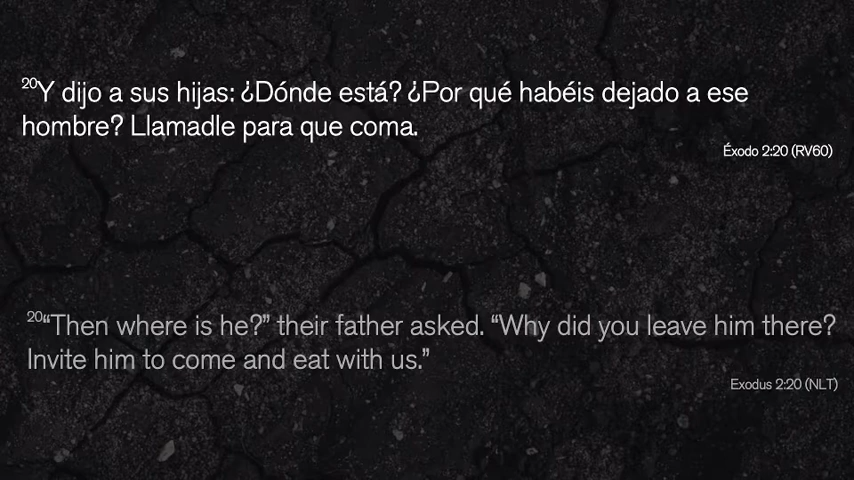 20Y dijo a sus hijas: ¿Dónde está? ¿Por qué habéis dejado a ese
hombre? Llamadle para que coma.
Éxodo 2:20 (RV60)
20“Then where is he?” their father asked. “Why did you leave him there?
Invite him to come and eat with us.”
Exodus 2:20 (NLT)